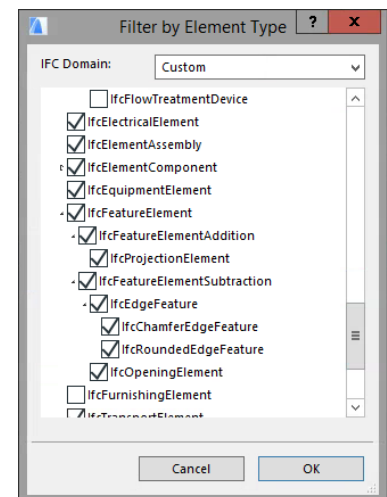 Filter by Element Type ? x
IFC Domain: Custom
IfcFlowTreatmentDevice
IfcElectricalElement
IfcElementAssembly
IfcElementComponent
IfcEquipmentElement
IfcFeatureElement
IfcFeatureElementAddition
IfcProjectionElement
IfcFeatureElementSubtraction
IfcEdgeFeature
IfcChamferEdgeFeature
IfcRoundedEdgeFeature
IfcOpeningElement
IfcFurnishingElement
IfcTransportElement
Cancel OK